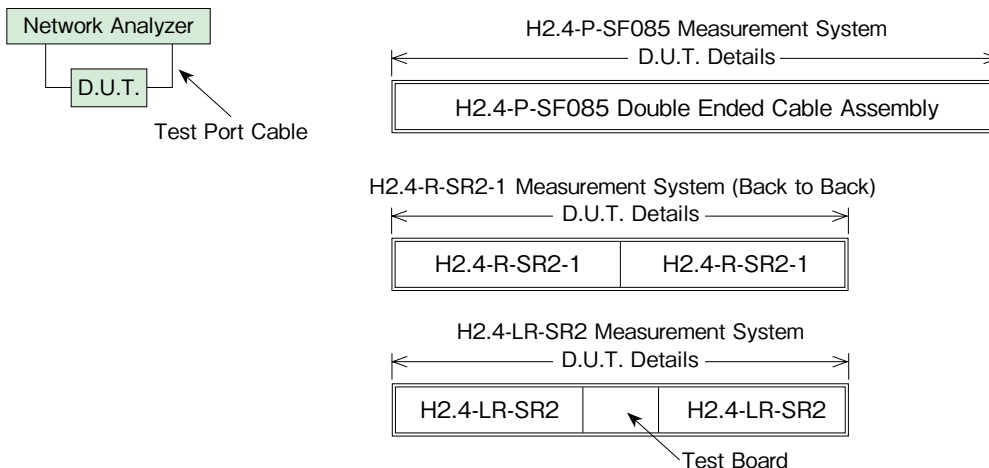 Network Analyzer
D.U.T.
Test Port Cable
H2.4-P-SF085 Measurement System
D.U.T. Details
H2.4-P-SF085 Double Ended Cable Assembly
H2.4-R-SR2-1 Measurement System (Back to Back)
D.U.T. Details
H2.4-R-SR2-1 H2.4-R-SR2-1
H2.4-LR-SR2 Measurement System
D.U.T. Details
H2.4-LR-SR2 H2.4-LR-SR2
Test Board